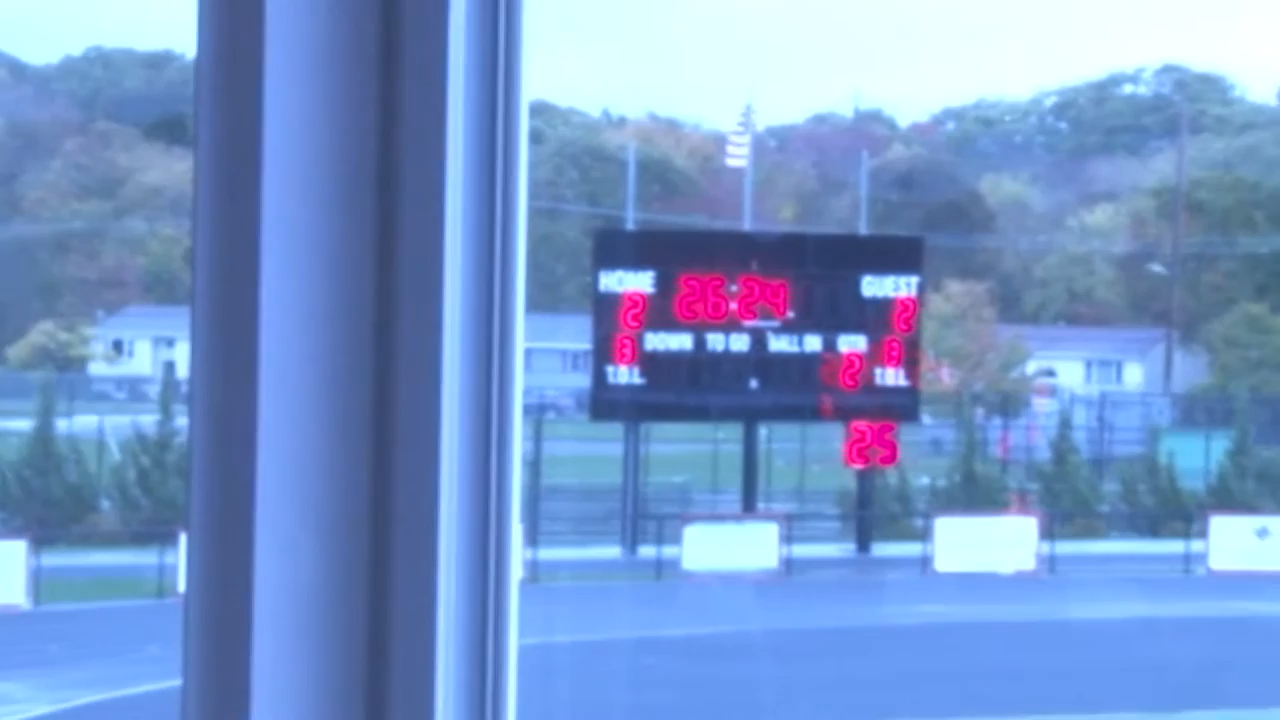 HOME 26:24 GUEST
2 2
DOWN TO GO BALL ON QTR
3 3
2
T.O.L. T.O.L.
25